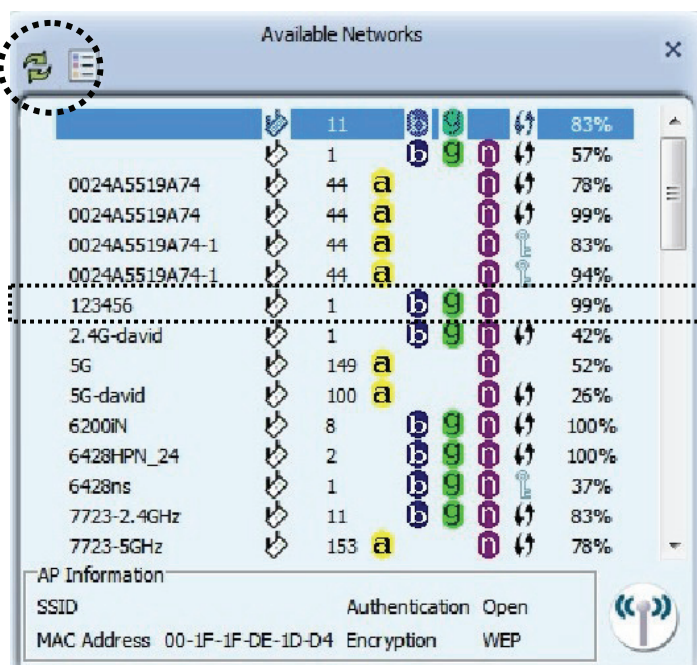 Available Networks
11 b g 83%
1 b g n 57%
0024A5519A74 44 a n 78%
0024A5519A74 44 a n 99%
0024A5519A74-1 44 a n 83%
0024A5519A74-1 44 a n 94%
123456 1 b g n 99%
2.4G-david 1 b g n 42%
5G 149 a n 52%
5G-david 100 a n 26%
6200iN 8 b g n 100%
6428HPN_24 2 b g n 100%
6428ns 1 b g n 37%
7723-2.4GHz 11 b g n 83%
7723-5GHz 153 a n 78%
AP Information
SSID Authentication Open
MAC Address 00-1F-1F-DE-1D-D4 Encryption WEP